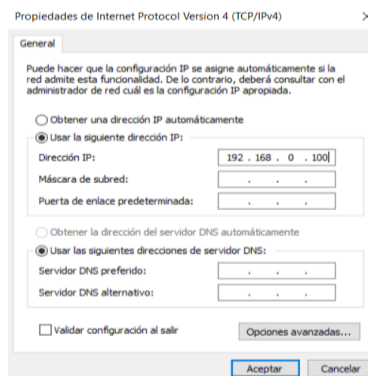 Propiedades de Internet Protocol Version 4 (TCP/IPv4)
General
Puede hacer que la configuración IP se asigne automáticamente si la
red admite esta funcionalidad. De lo contrario, deberá consultar con el
administrador de red cuál es la configuración IP apropiada.
Obtener una dirección IP automáticamente
Usar la siguiente dirección IP:
Dirección IP: 192 . 168 . 0 . 100
Máscara de subred: . . .
Puerta de enlace predeterminada: . . .
Obtener la dirección del servidor DNS automáticamente
Usar las siguientes direcciones de servidor DNS:
Servidor DNS preferido: . . .
Servidor DNS alternativo: . . .
Validar configuración al salir
Opciones avanzadas...
Aceptar Cancelar